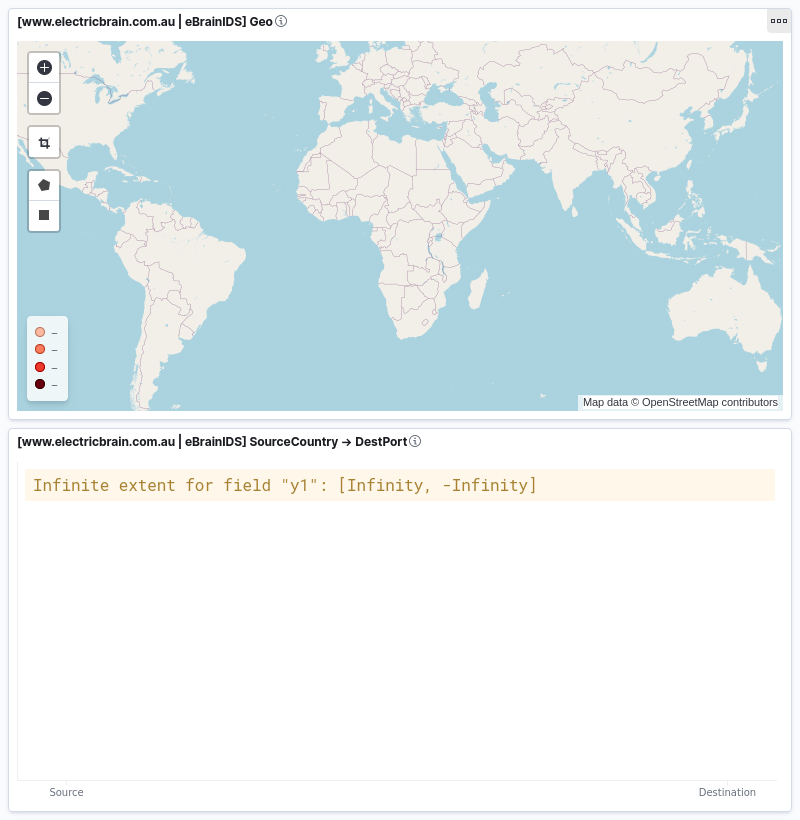 [www.electricbrain.com.au | eBrainIDS] Geo
–
–
–
–
Map data © OpenStreetMap contributors
[www.electricbrain.com.au | eBrainIDS] SourceCountry → DestPort
Infinite extent for field "y1": [Infinity, -Infinity]
Source Destination